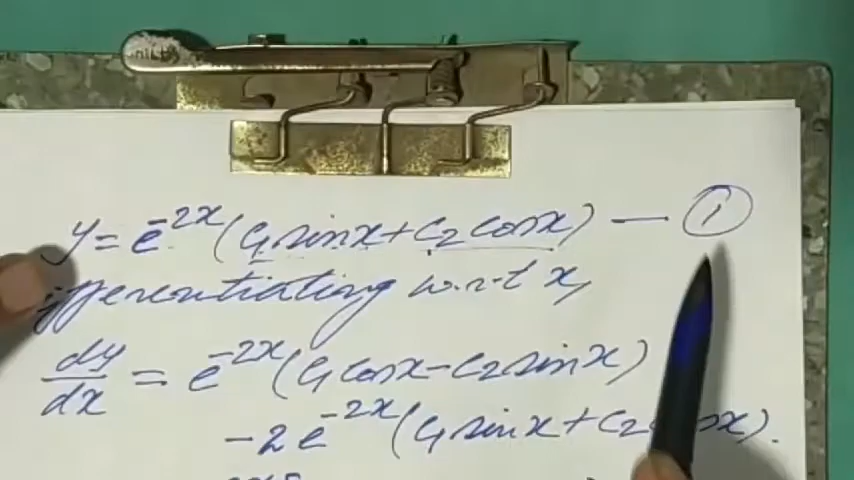 y = e^{-2x}(c₁ sin x + c₂ cos x) — ①
ifferentiating w.r.t x,
dy/dx = e^{-2x}(c₁ cos x - c₂ sin x)
-2e^{-2x}(c₁ sin x + c₂ cos x).